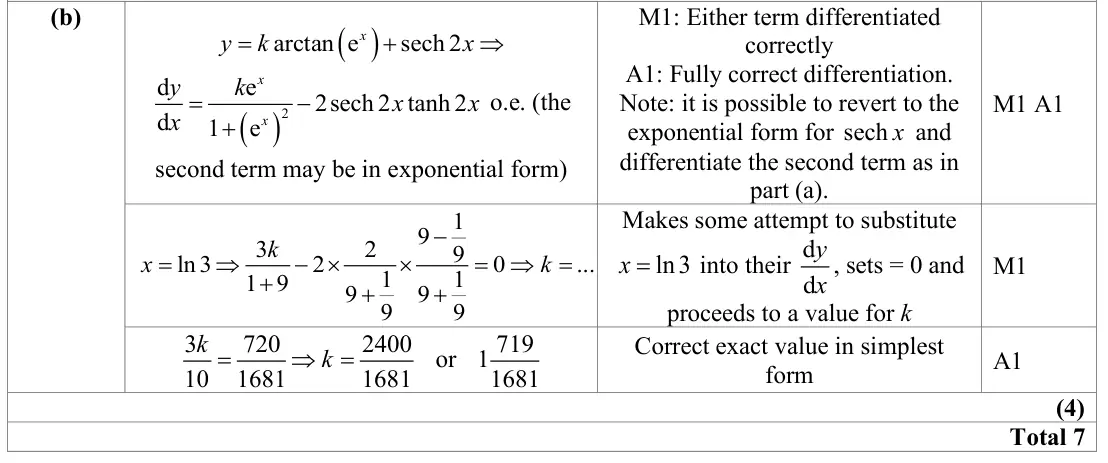 (b)
y = k arctan(eˣ) + sech 2x ⇒
dy/dx = keˣ/(1+(eˣ)²) − 2sech 2x tanh 2x o.e. (the
second term may be in exponential form)
M1: Either term differentiated
correctly
A1: Fully correct differentiation.
Note: it is possible to revert to the
exponential form for sech x and
differentiate the second term as in
part (a).
M1 A1
x = ln 3 ⇒ 3k/(1+9) − 2 × 2/(9+1/9) × (9−1/9)/(9+1/9) = 0 ⇒ k = ...
Makes some attempt to substitute
x = ln 3 into their dy/dx, sets = 0 and
proceeds to a value for k
M1
3k/10 = 720/1681 ⇒ k = 2400/1681 or 1 719/1681
Correct exact value in simplest
form
A1
(4)
Total 7